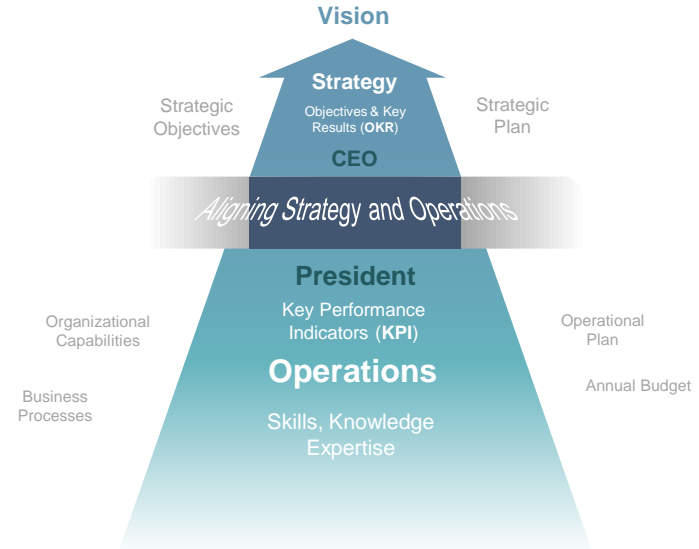 Vision
Strategy
Strategic
Objectives
Objectives & Key
Results (OKR)
Strategic
Plan
CEO
Aligning Strategy and Operations
President
Key Performance
Indicators (KPI)
Organizational
Capabilities
Operational
Plan
Operations
Business
Processes
Annual Budget
Skills, Knowledge
Expertise